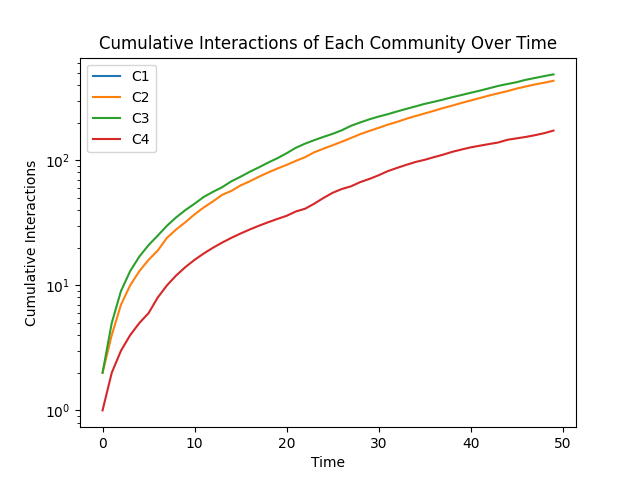 Cumulative Interactions of Each Community Over Time
C1
C2
C3
C4
Cumulative Interactions
10²
10¹
10⁰
0 10 20 30 40 50
Time